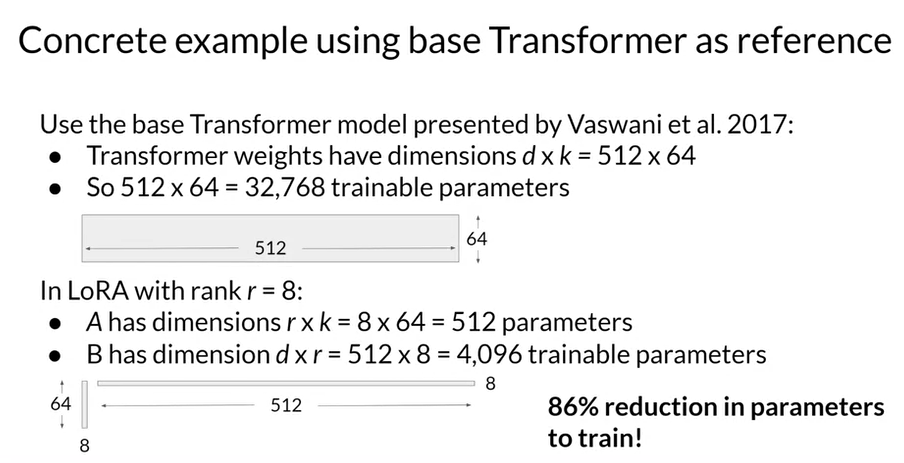 Concrete example using base Transformer as reference
Use the base Transformer model presented by Vaswani et al. 2017:
● Transformer weights have dimensions d x k = 512 x 64
● So 512 x 64 = 32,768 trainable parameters
512
64
In LoRA with rank r = 8:
● A has dimensions r x k = 8 x 64 = 512 parameters
● B has dimension d x r = 512 x 8 = 4,096 trainable parameters
8
64
512
8
86% reduction in parameters
to train!